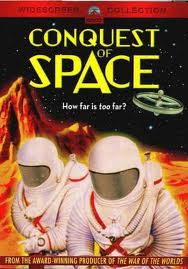 WIDESCREEN COLLECTION
CONQUEST
OF
SPACE
How far is too far?
FROM THE AWARD-WINNING PRODUCER OF THE WAR OF THE WORLDS